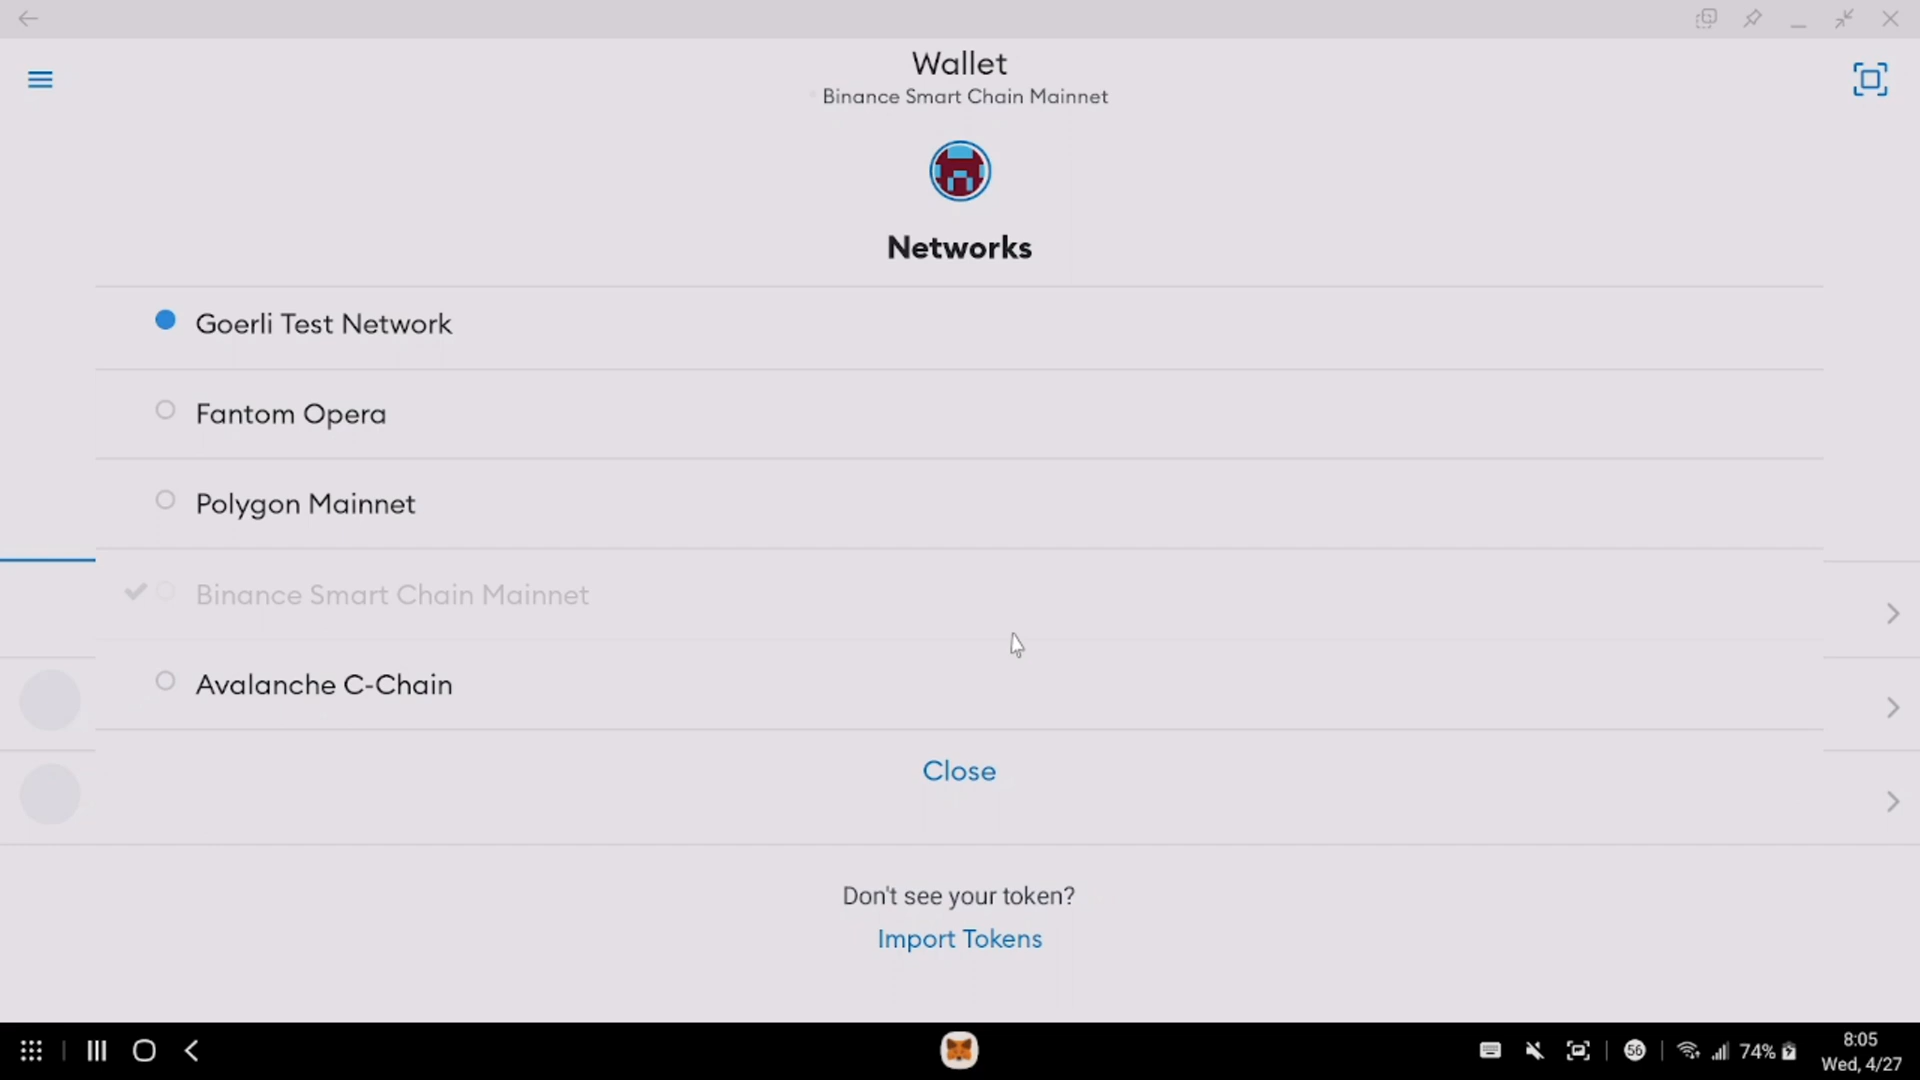 Wallet
Binance Smart Chain Mainnet
Networks
Goerli Test Network
Fantom Opera
Polygon Mainnet
Binance Smart Chain Mainnet
Avalanche C-Chain
Close
Don't see your token?
Import Tokens
56
74%
8:05
Wed, 4/27